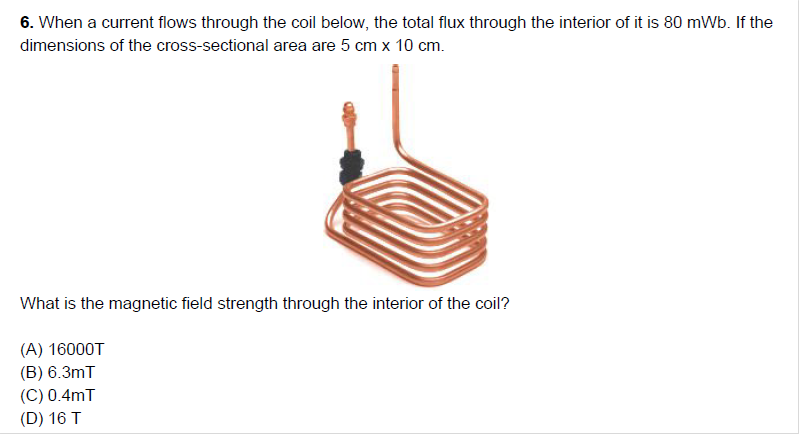 6. When a current flows through the coil below, the total flux through the interior of it is 80 mWb. If the
dimensions of the cross-sectional area are 5 cm x 10 cm.
What is the magnetic field strength through the interior of the coil?
(A) 16000T
(B) 6.3mT
(C) 0.4mT
(D) 16 T